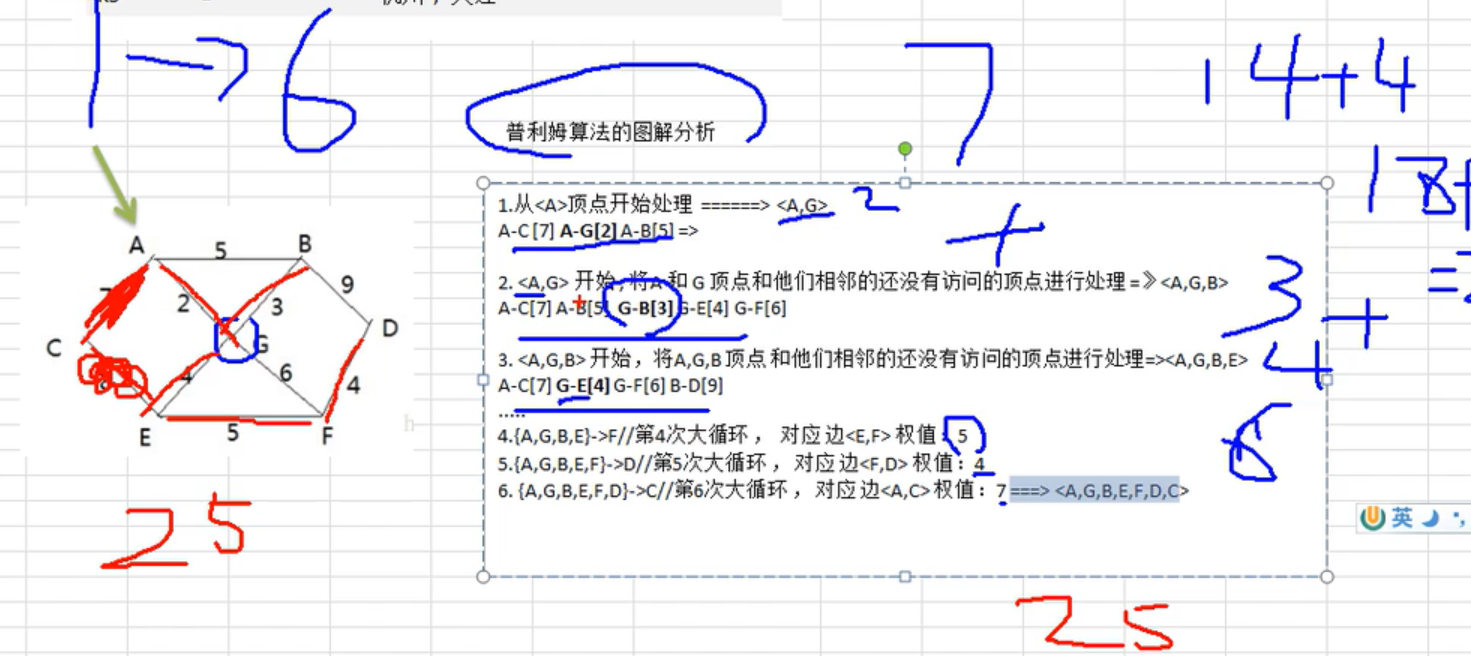 1 → 6
7
14+4
普利姆算法的图解分析
18+
1.从<A>顶点开始处理 ======> <A,G> 2
A-C [7] A-G[2] A-B[5] =>
+
2. <A,G> 开始，将A 和 G 顶点和他们相邻的还没有访问的顶点进行处理 =》<A,G,B>
3 +
A-C[7] A-B[5] G-B[3] G-E[4] G-F[6]
3. <A,G,B> 开始，将A,G,B 顶点 和他们相邻的还没有访问的顶点进行处理=><A,G,B,E>
4
A-C[7] G-E[4] G-F[6] B-D[9]
.....
4.{A,G,B,E}->F//第4次大循环 ， 对应边<E,F> 权值：5
5.{A,G,B,E,F}->D//第5次大循环 ，对应边<F,D> 权值：4
6. {A,G,B,E,F,D}->C//第6次大循环 ，对应边<A,C> 权值：7 ===> <A,G,B,E,F,D,C>
A
5
B
2
3
9
C
G
D
4
6
4
E
5
F
25
25
英